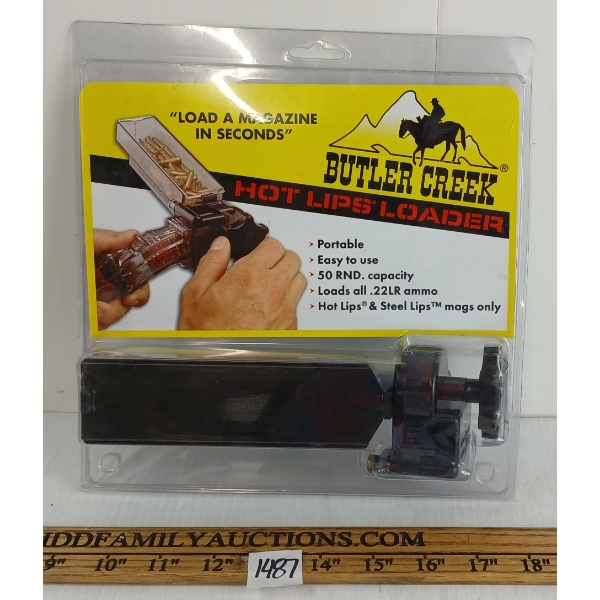 "LOAD A MAGAZINE
IN SECONDS"
BUTLER CREEK®
HOT LIPS® LOADER
• Portable
• Easy to use
• 50 RND. capacity
• Loads all .22LR ammo
• Hot Lips® & Steel Lips™ mags only
IDDFAMILYAUCTIONS.COM
9" 10" 11" 12" 14" 15" 16" 17" 18"
1487